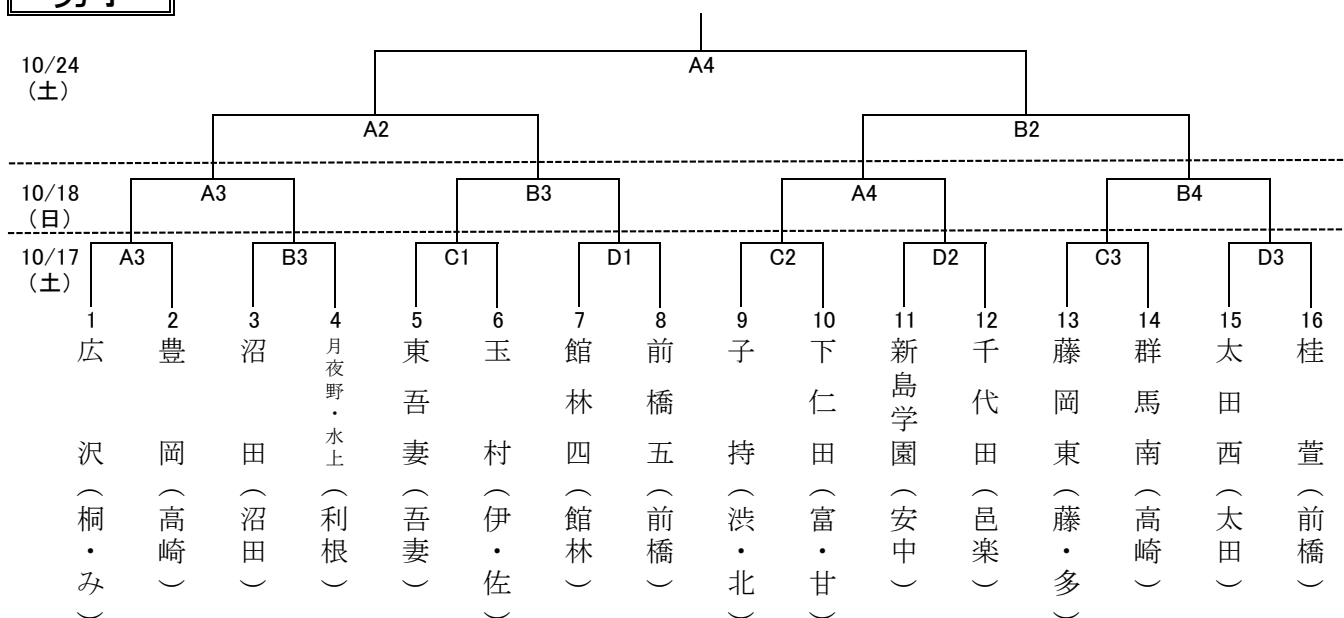 男子
10/24
（土）
A4
A2
B2
10/18
（日）
A3
B3
A4
B4
10/17
（土）
A3
B3
C1
D1
C2
D2
C3
D3
1
2
3
4
5
6
7
8
9
10
11
12
13
14
15
16
広沢（桐・み）
豊岡（高崎）
沼田（沼田）
月夜野・水上（利根）
東吾妻（吾妻）
玉村（伊・佐）
館林四（館林）
前橋五（前橋）
子持（渋・北）
下仁田（富・甘）
新島学園（安中）
千代田（邑楽）
藤岡東（藤・多）
群馬南（高崎）
太田西（太田）
桂萱（前橋）